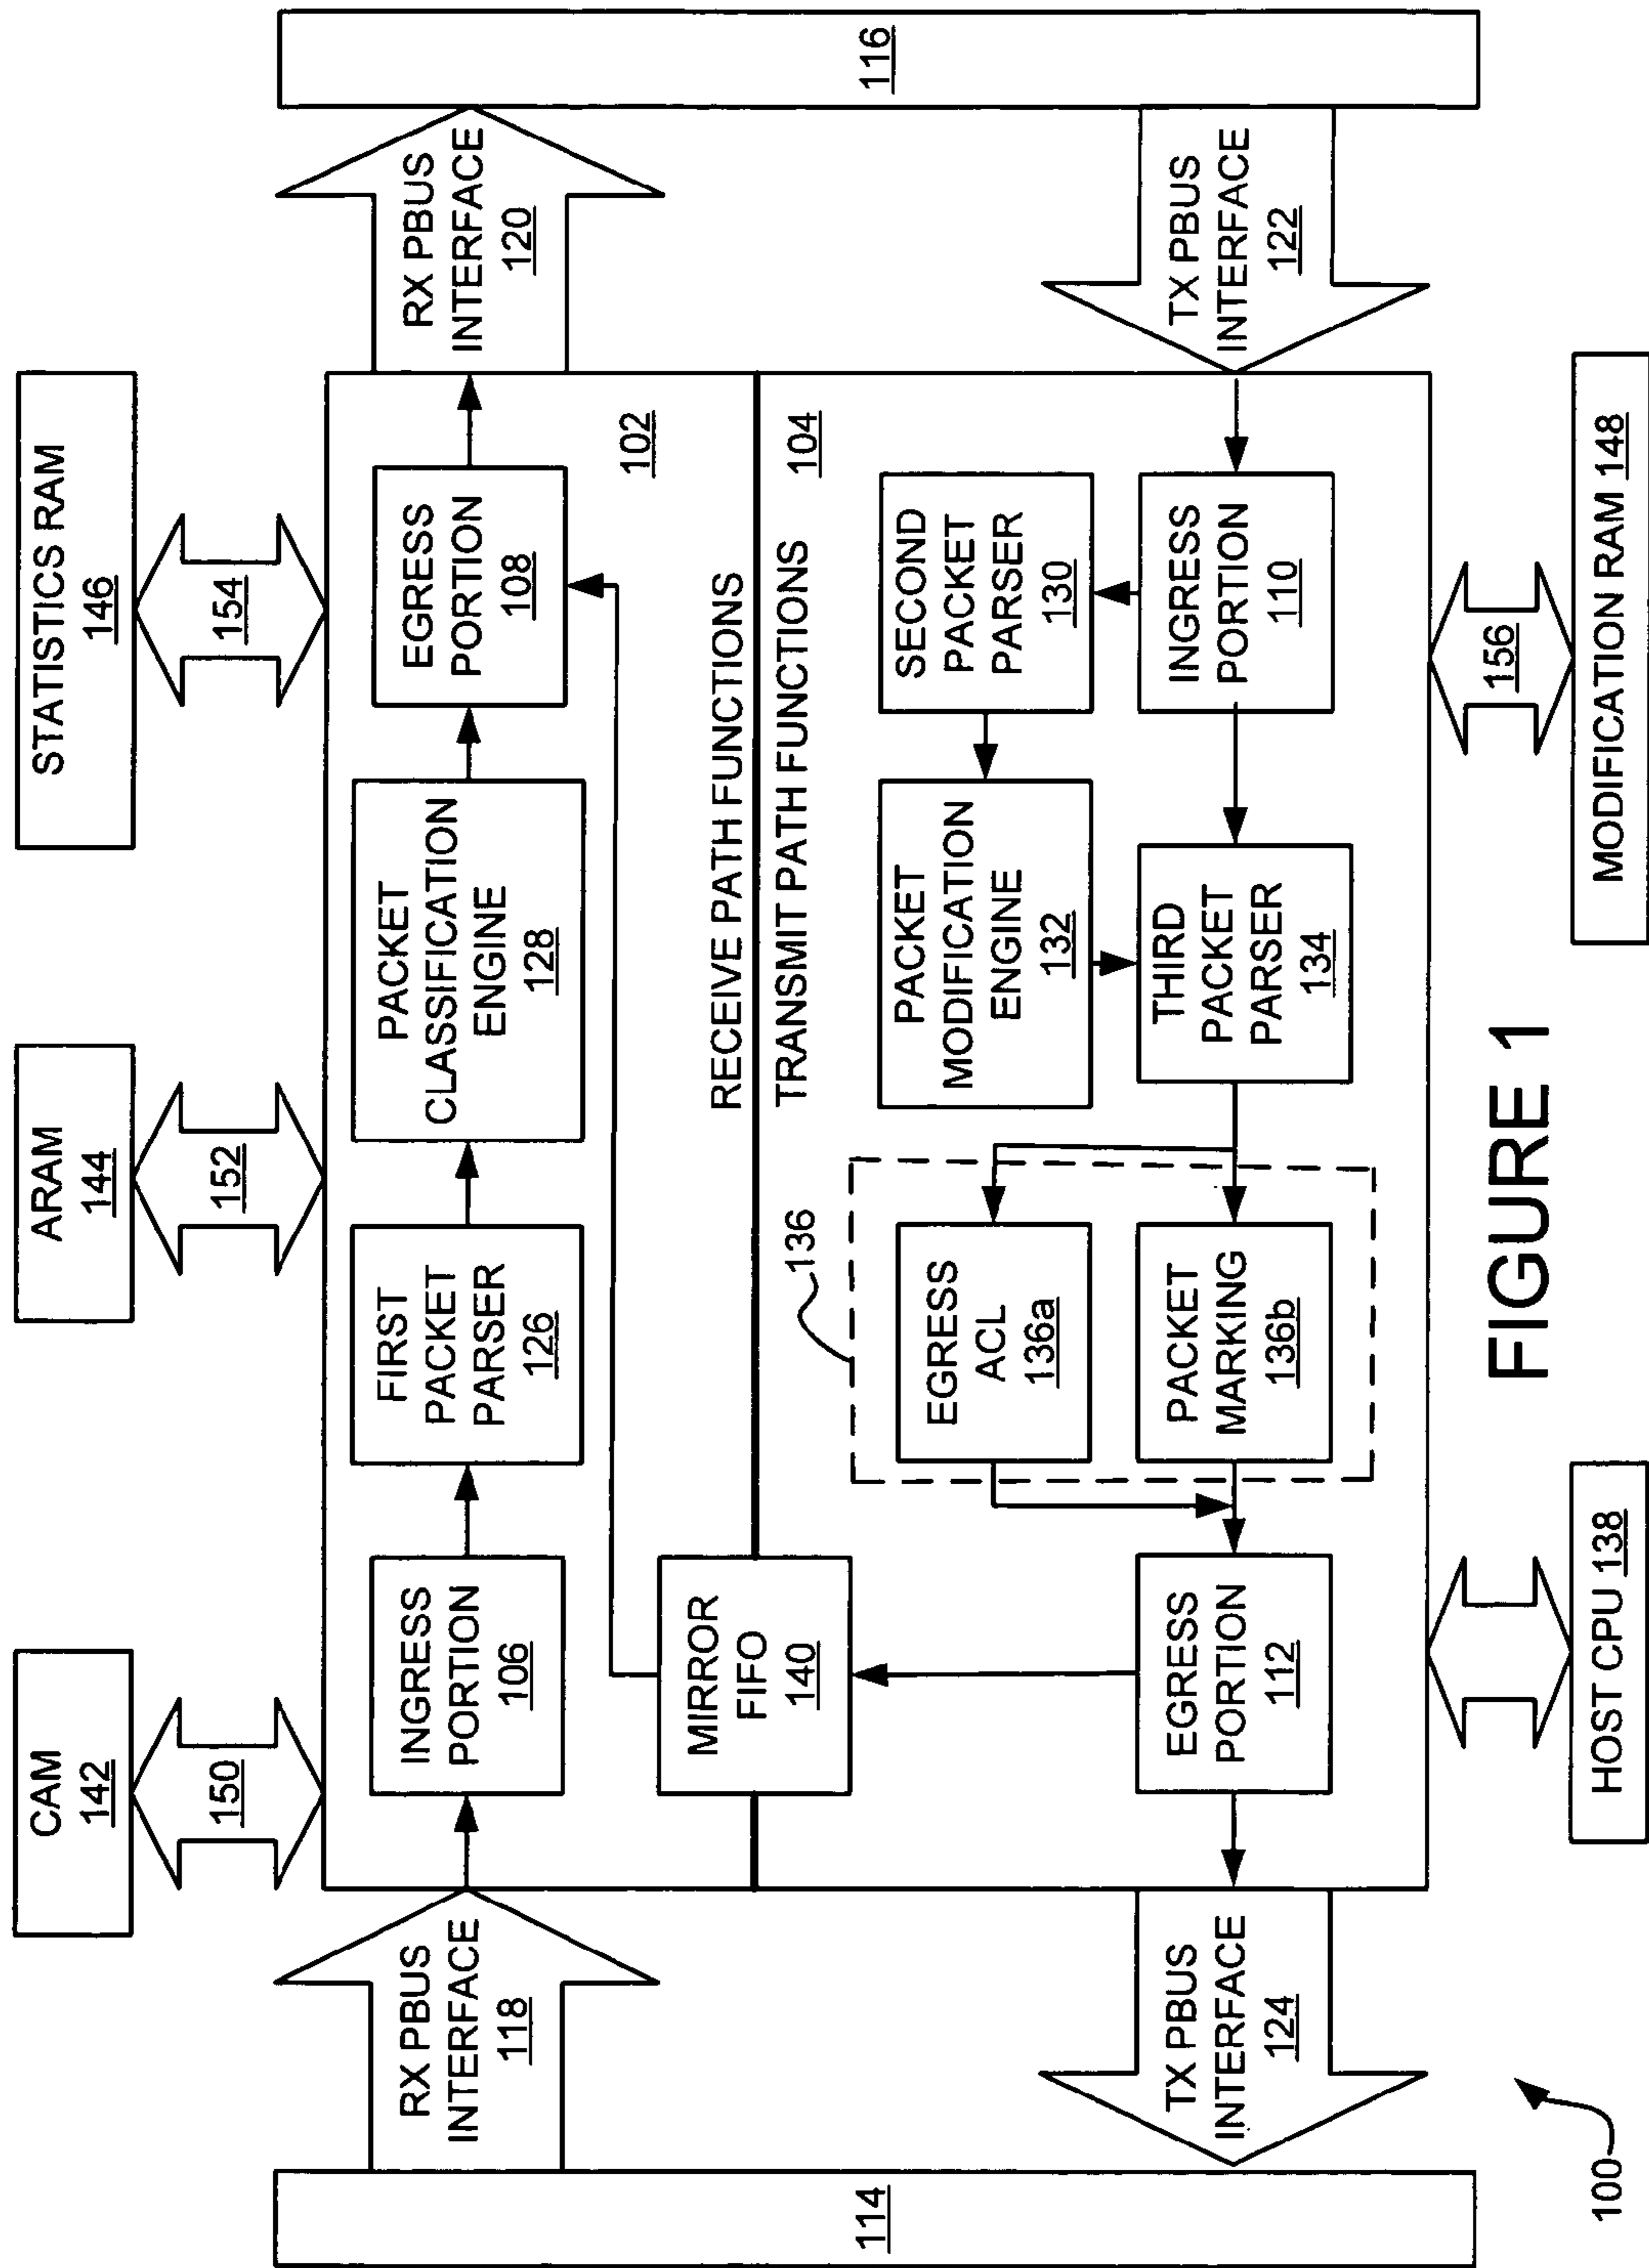 CAM
142
ARAM
144
STATISTICS RAM
146
150
152
154
RX PBUS
INTERFACE
118
INGRESS
PORTION
106
FIRST
PACKET
PARSER
126
PACKET
CLASSIFICATION
ENGINE
128
EGRESS
PORTION
108
RX PBUS
INTERFACE
120
114
116
MIRROR
FIFO
140
102
RECEIVE PATH FUNCTIONS
TRANSMIT PATH FUNCTIONS
104
136
EGRESS
ACL
136a
PACKET
MODIFICATION
ENGINE
132
SECOND
PACKET
PARSER
130
TX PBUS
INTERFACE
124
EGRESS
PORTION
112
PACKET
MARKING
136b
THIRD
PACKET
PARSER
134
INGRESS
PORTION
110
TX PBUS
INTERFACE
122
156
100
HOST CPU 138
MODIFICATION RAM 148
FIGURE 1